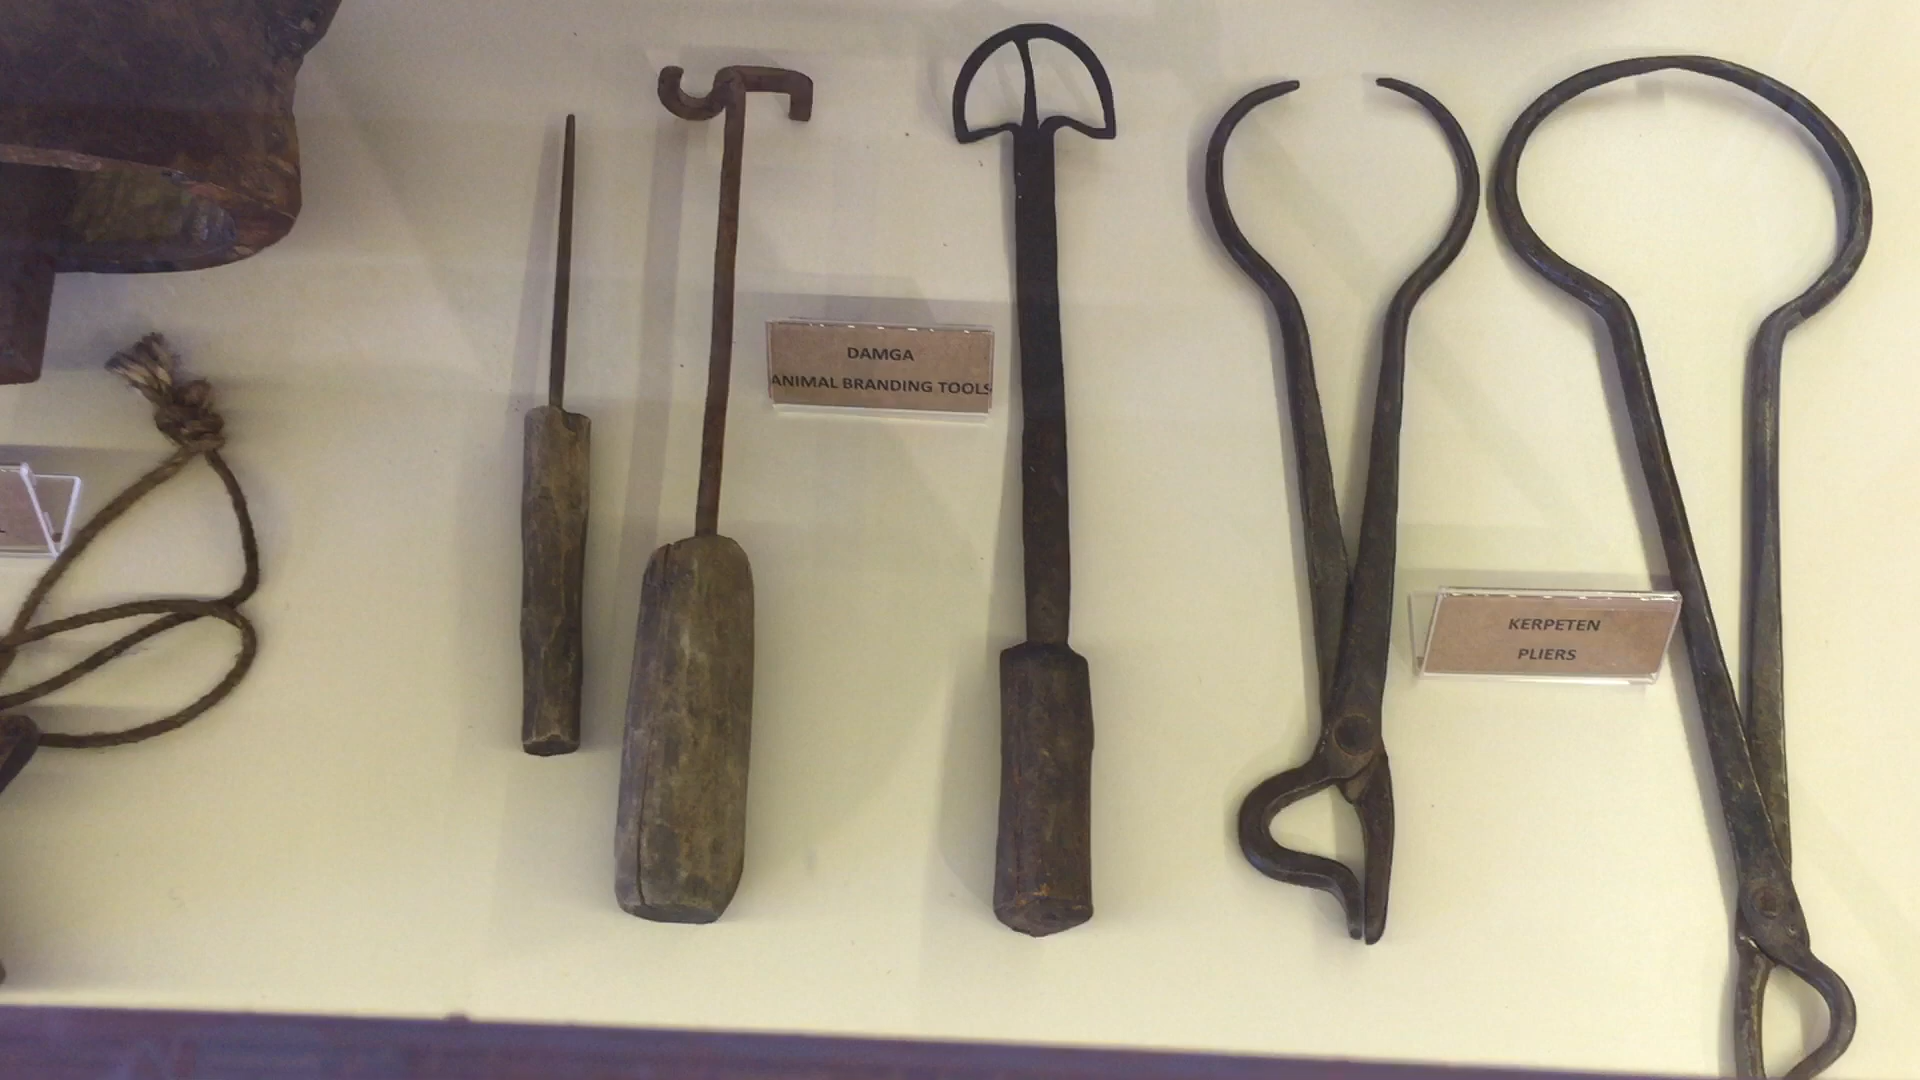 DAMGA
ANIMAL BRANDING TOOLS
KERPETEN
PLIERS